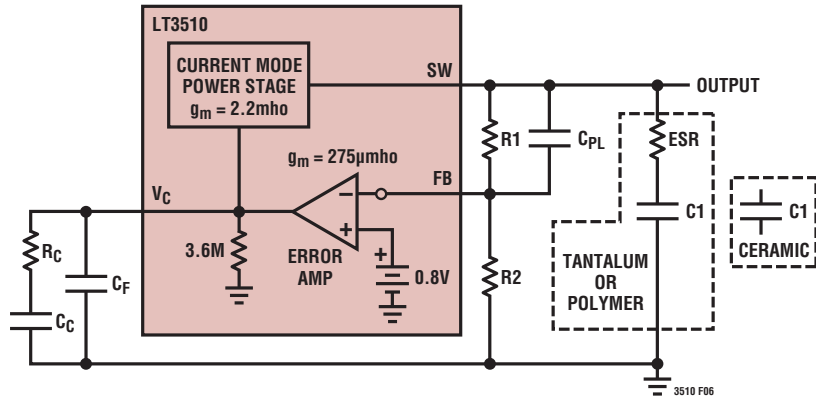 LT3510
CURRENT MODE
POWER STAGE
gm = 2.2mho
SW
OUTPUT
R1
CPL
ESR
gm = 275µmho
FB
VC
–
+
C1
C1
CERAMIC
RC
CF
3.6M
ERROR
AMP
+
0.8V
R2
TANTALUM
OR
POLYMER
CC
3510 F06